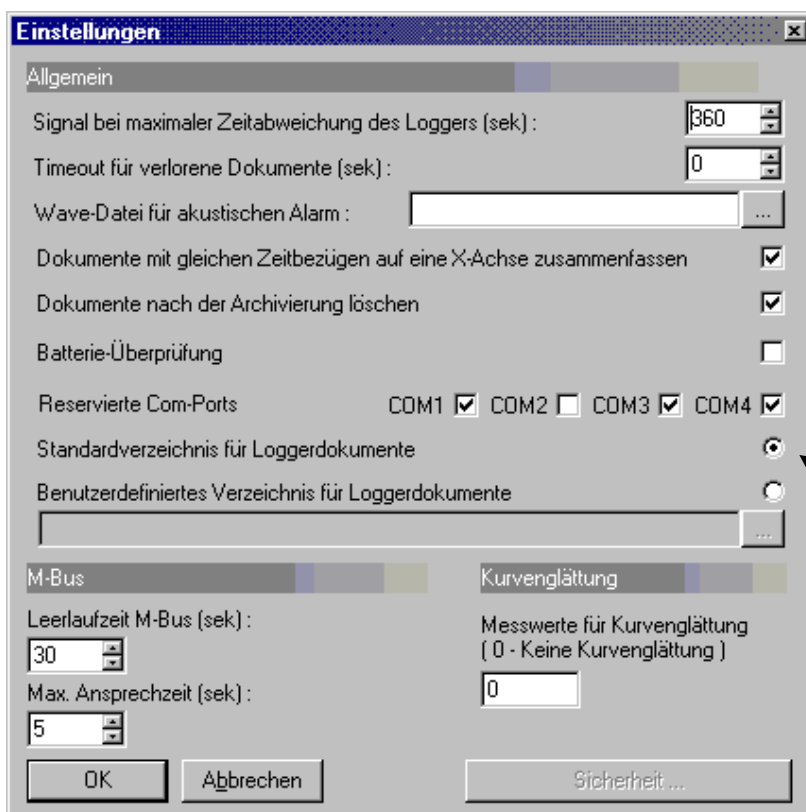 Einstellungen
Allgemein
Signal bei maximaler Zeitabweichung des Loggers (sek) : 360
Timeout für verlorene Dokumente (sek) : 0
Wave-Datei für akustischen Alarm : ...
Dokumente mit gleichen Zeitbezügen auf eine X-Achse zusammenfassen
Dokumente nach der Archivierung löschen
Batterie-Überprüfung
Reservierte Com-Ports COM1 COM2 COM3 COM4
Standardverzeichnis für Loggerdokumente
Benutzerdefiniertes Verzeichnis für Loggerdokumente
...
M-Bus
Leerlaufzeit M-Bus (sek) :
30
Max. Ansprechzeit (sek) :
5
Kurvenglättung
Messwerte für Kurvenglättung
( 0 - Keine Kurvenglättung )
0
OK Abbrechen Sicherheit ...